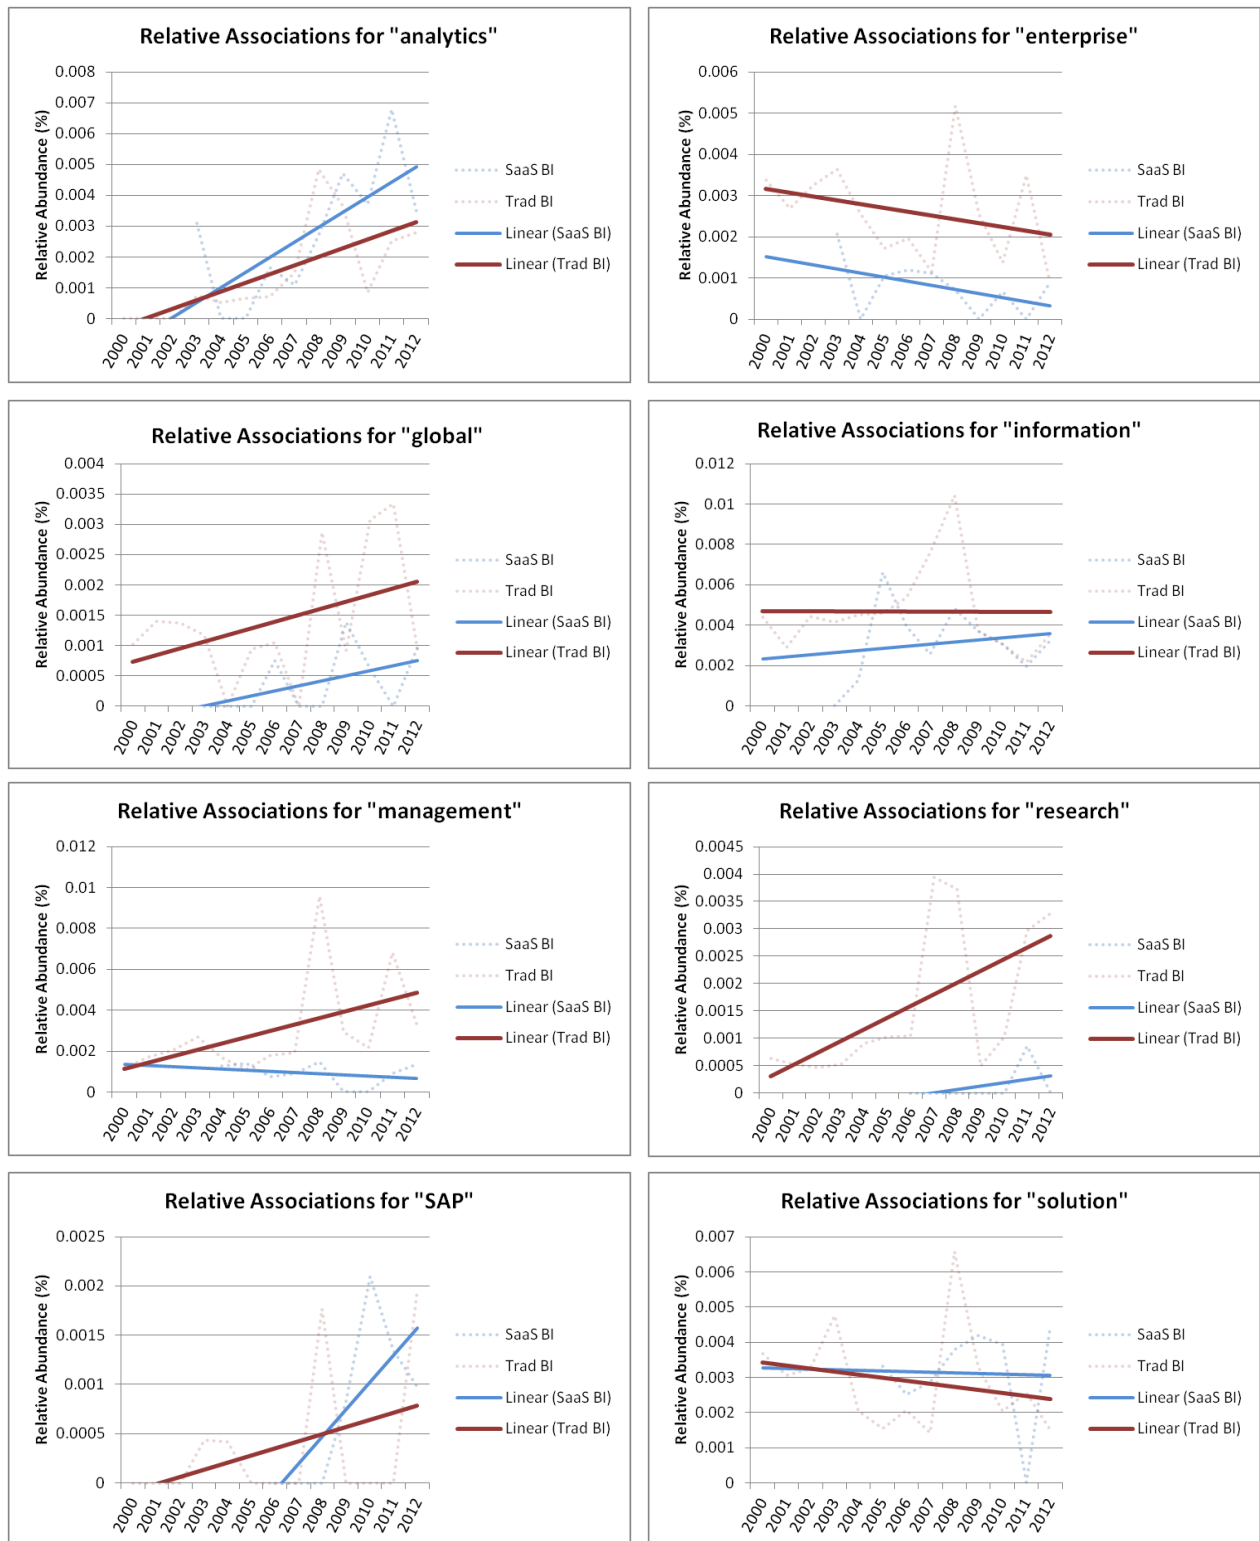 Relative Associations for "analytics"
Relative Abundance (%)
0.008
0.007
0.006
0.005
0.004
0.003
0.002
0.001
0
2000 2001 2002 2003 2004 2005 2006 2007 2008 2009 2010 2011 2012
SaaS BI
Trad BI
Linear (SaaS BI)
Linear (Trad BI)
Relative Associations for "enterprise"
Relative Abundance (%)
0.006
0.005
0.004
0.003
0.002
0.001
0
2000 2001 2002 2003 2004 2005 2006 2007 2008 2009 2010 2011 2012
SaaS BI
Trad BI
Linear (SaaS BI)
Linear (Trad BI)
Relative Associations for "global"
Relative Abundance (%)
0.004
0.0035
0.003
0.0025
0.002
0.0015
0.001
0.0005
0
2000 2001 2002 2003 2004 2005 2006 2007 2008 2009 2010 2011 2012
SaaS BI
Trad BI
Linear (SaaS BI)
Linear (Trad BI)
Relative Associations for "information"
Relative Abundance (%)
0.012
0.01
0.008
0.006
0.004
0.002
0
2000 2001 2002 2003 2004 2005 2006 2007 2008 2009 2010 2011 2012
SaaS BI
Trad BI
Linear (SaaS BI)
Linear (Trad BI)
Relative Associations for "management"
Relative Abundance (%)
0.012
0.01
0.008
0.006
0.004
0.002
0
2000 2001 2002 2003 2004 2005 2006 2007 2008 2009 2010 2011 2012
SaaS BI
Trad BI
Linear (SaaS BI)
Linear (Trad BI)
Relative Associations for "research"
Relative Abundance (%)
0.0045
0.004
0.0035
0.003
0.0025
0.002
0.0015
0.001
0.0005
0
2000 2001 2002 2003 2004 2005 2006 2007 2008 2009 2010 2011 2012
SaaS BI
Trad BI
Linear (SaaS BI)
Linear (Trad BI)
Relative Associations for "SAP"
Relative Abundance (%)
0.0025
0.002
0.0015
0.001
0.0005
0
2000 2001 2002 2003 2004 2005 2006 2007 2008 2009 2010 2011 2012
SaaS BI
Trad BI
Linear (SaaS BI)
Linear (Trad BI)
Relative Associations for "solution"
Relative Abundance (%)
0.007
0.006
0.005
0.004
0.003
0.002
0.001
0
2000 2001 2002 2003 2004 2005 2006 2007 2008 2009 2010 2011 2012
SaaS BI
Trad BI
Linear (SaaS BI)
Linear (Trad BI)